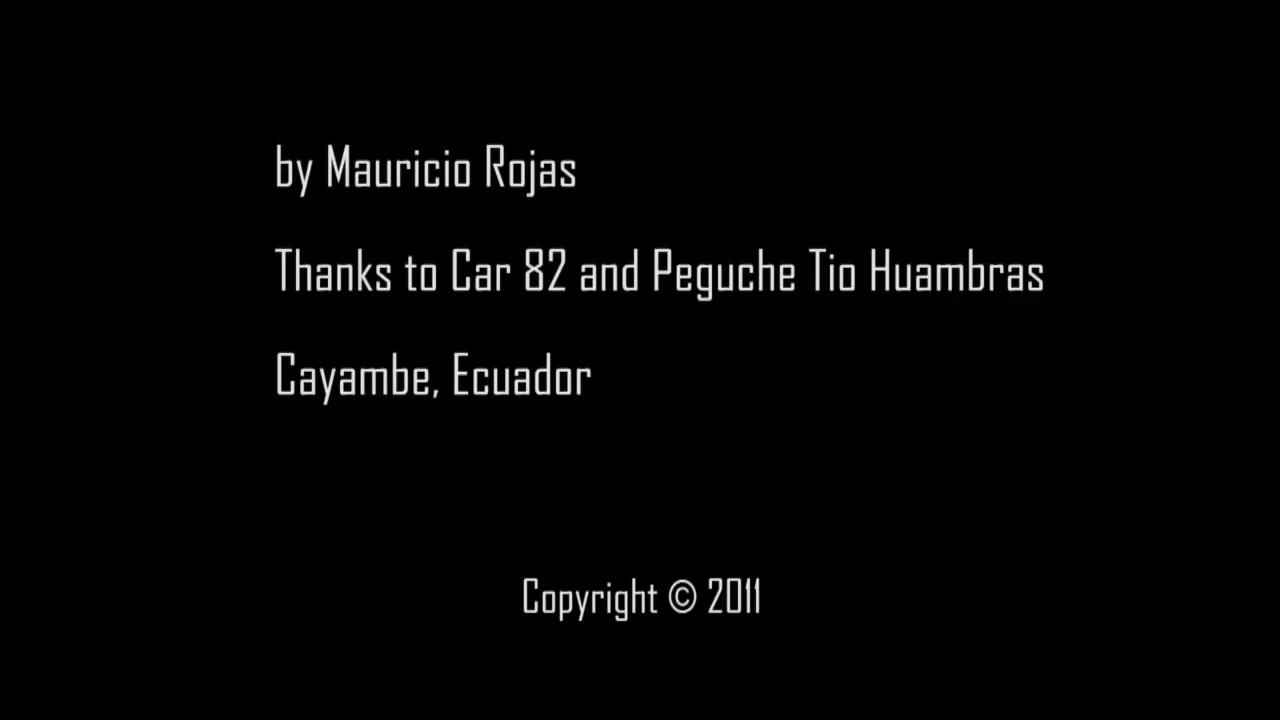 by Mauricio Rojas
Thanks to Car 82 and Peguche Tio Huambras
Cayambe, Ecuador
Copyright © 2011